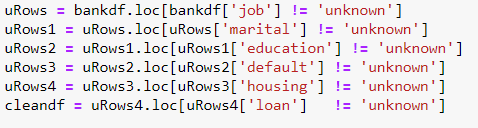 uRows = bankdf.loc[bankdf['job'] != 'unknown']
uRows1 = uRows.loc[uRows['marital'] != 'unknown']
uRows2 = uRows1.loc[uRows1['education'] != 'unknown']
uRows3 = uRows2.loc[uRows2['default'] != 'unknown']
uRows4 = uRows3.loc[uRows3['housing'] != 'unknown']
cleandf = uRows4.loc[uRows4['loan']   != 'unknown']